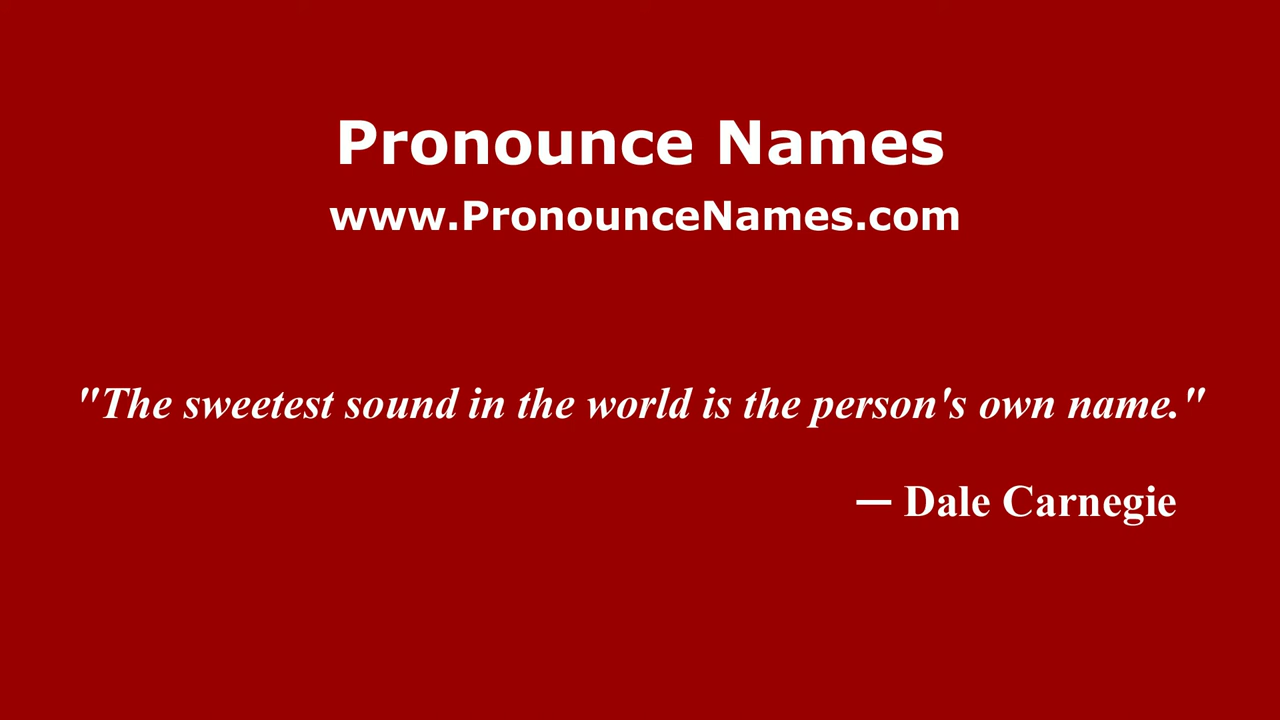 Pronounce Names
www.PronounceNames.com
"The sweetest sound in the world is the person's own name."
— Dale Carnegie